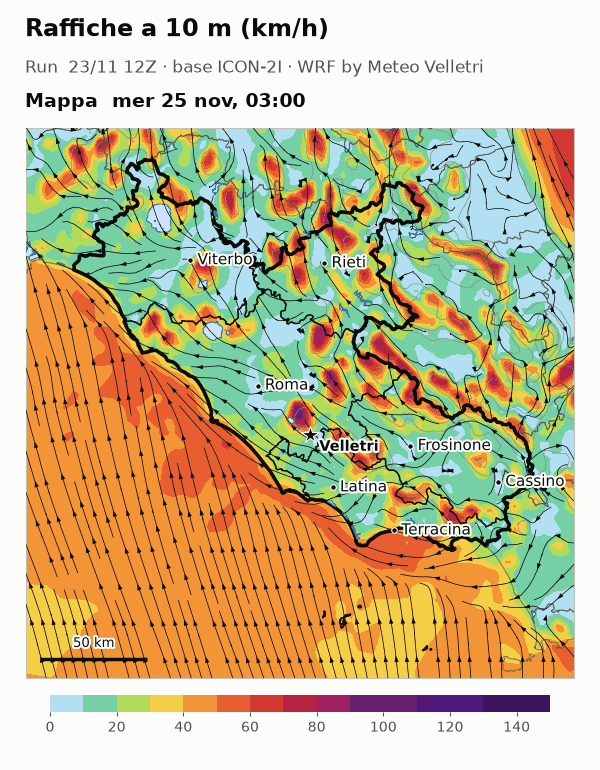 Raffiche a 10 m (km/h)
Run 23/11 12Z · base ICON-2I · WRF by Meteo Velletri
Mappa mer 25 nov, 03:00
Viterbo
Rieti
Roma
Velletri
Frosinone
Cassino
Latina
Terracina
50 km
0 20 40 60 80 100 120 140